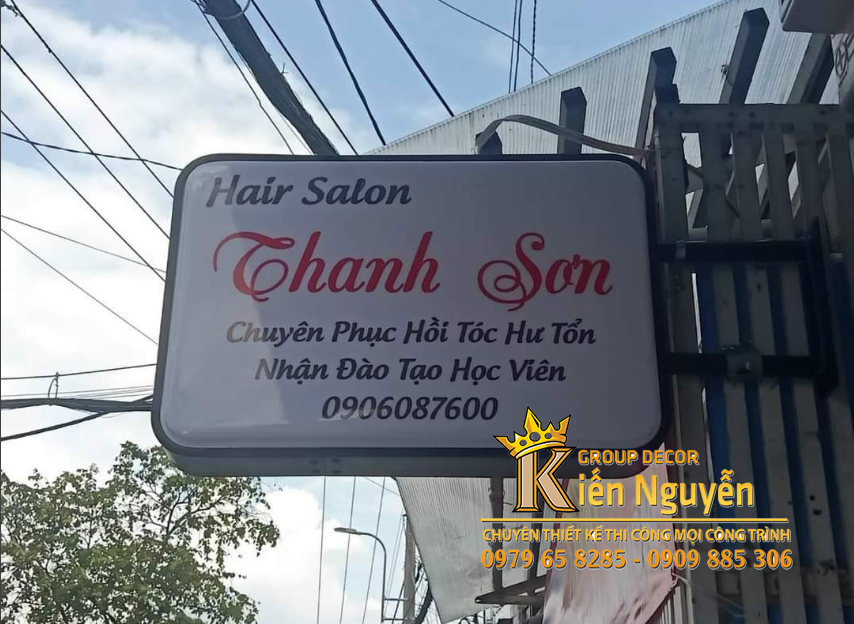 Hair Salon
Thanh Sơn
Chuyên Phục Hồi Tóc Hư Tổn
Nhận Đào Tạo Học Viên
0906087600
GROUP DECOR
Kiến Nguyễn
CHUYÊN THIẾT KẾ THI CÔNG MỌI CÔNG TRÌNH
0979 65 8285 - 0909 885 306